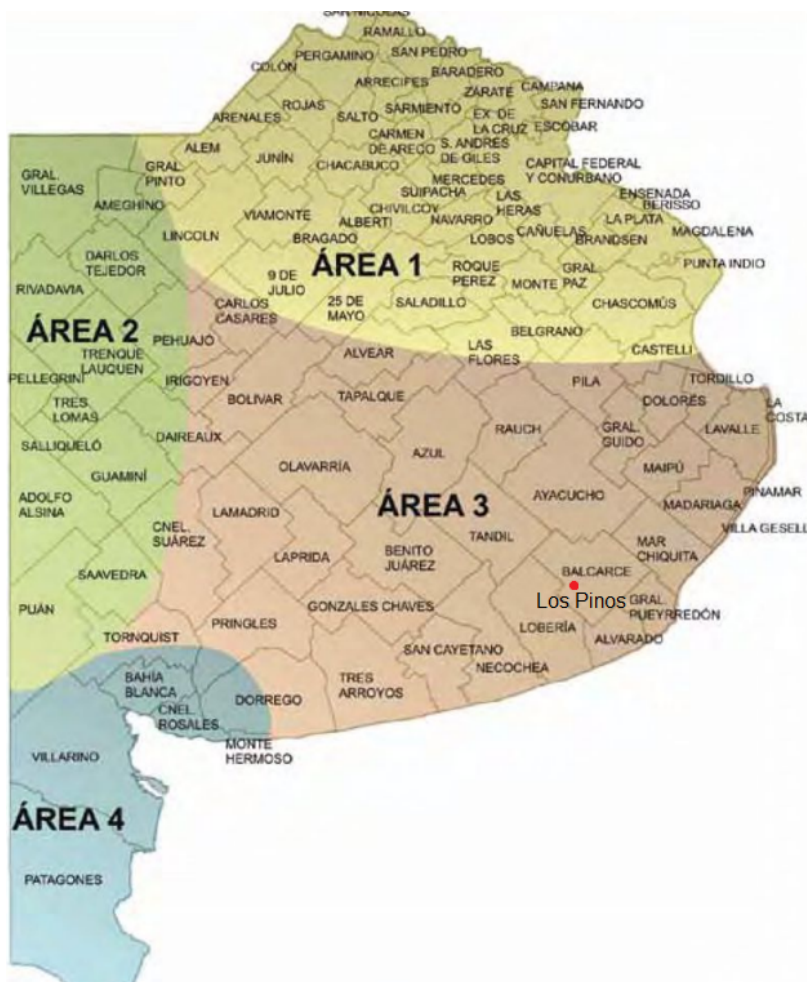 SAN NICOLAS
RAMALLO
PERGAMINO
SAN PEDRO
COLÓN
ARRECIFES
BARADERO
ZÁRATE
CAMPANA
ROJAS
SARMIENTO
SAN FERNANDO
ARENALES
SALTO
EX. DE
LA CRUZ
ESCOBAR
ALEM
CARMEN
DE ARECO
S. ANDRÉS
DE GILES
GRAL.
PINTO
JUNÍN
CHACABUCO
CAPITAL FEDERAL
Y CONURBANO
GRAL.
VILLEGAS
MERCEDES
SUIPACHA
LAS
HERAS
ENSENADA
BERISSO
AMEGHÍNO
CHIVILCOY
VIAMONTE
ALBERTI
NAVARRO
LA PLATA
LINCOLN
BRAGADO
LOBOS
CAÑUELAS
BRANDSEN
MAGDALENA
DARLOS
TEJEDOR
ÁREA 1
ROQUE
PEREZ
GRAL
PAZ
PUNTA INDIO
9 DE
JULIO
MONTE
RIVADAVIA
CARLOS
CASARES
25 DE
MAYO
SALADILLO
CHASCOMÚS
ÁREA 2
PEHUAJÓ
BELGRANO
TRENQUE
LAUQUEN
ALVEAR
LAS
FLORES
CASTELLI
PELLEGRINI
IRIGOYEN
PILA
TORDILLO
TRES
LOMAS
BOLIVAR
TAPALQUE
DOLORÉS
LA
COSTA
SALLIQUELÓ
DAIREAUX
RAUCH
GRAL.
GUIDO
LAVALLE
GUAMINÍ
OLAVARRÍA
AZUL
MAIPÚ
ADOLFO
ALSINA
ÁREA 3
AYACUCHO
PINAMAR
LAMADRID
MADARIAGA
CNEL.
SUÁREZ
TANDIL
VILLA GESELL
LAPRIDA
BENITO
JUÁREZ
MAR
CHIQUITA
SAAVEDRA
BALCARCE
PUÁN
GONZALES CHAVES
Los Pinos
GRAL.
PUEYRREDÓN
PRINGLES
LOBERÍA
TORNQUIST
ALVARADO
SAN CAYETANO
NECOCHEA
BAHÍA
BLANCA
TRES
ARROYOS
DORREGO
CNEL.
ROSALES
MONTE
HERMOSO
VILLARINO
ÁREA 4
PATAGONES